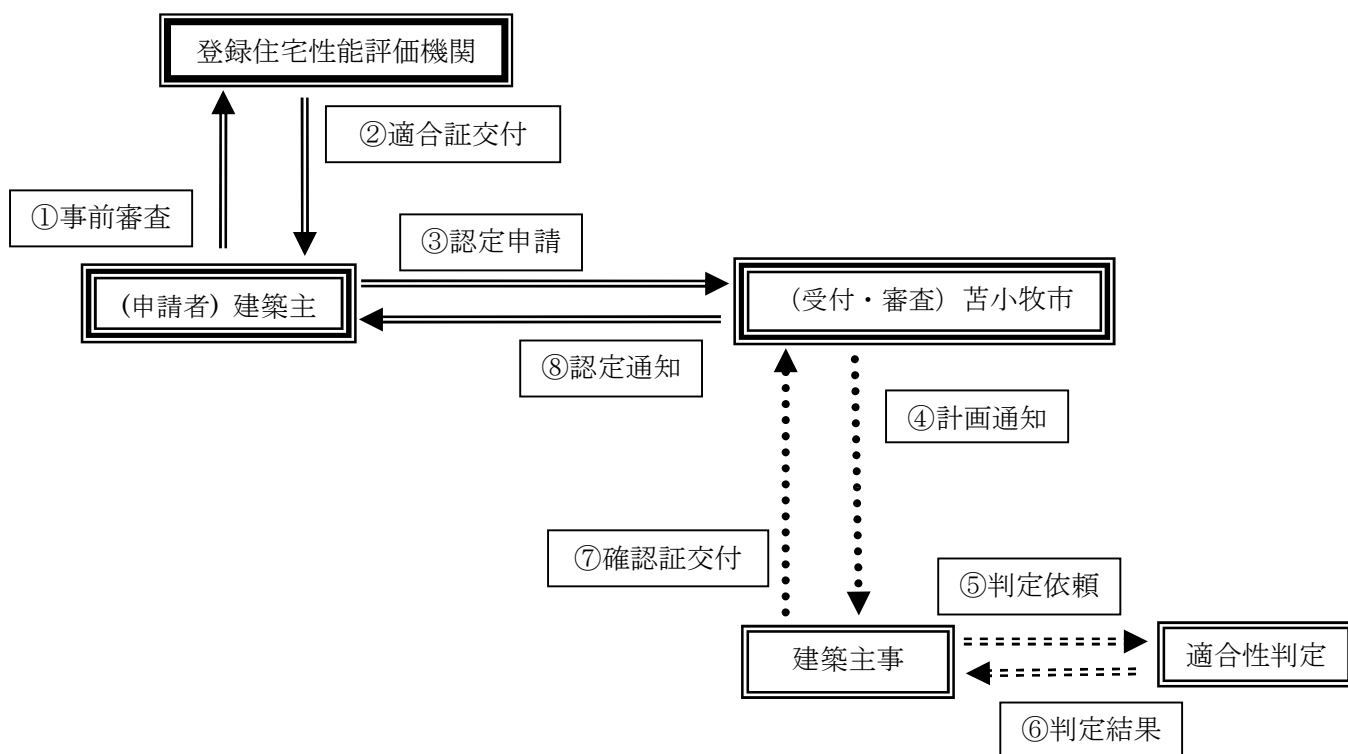 登録住宅性能評価機関
②適合証交付
①事前審査
③認定申請
(申請者) 建築主
(受付・審査) 苫小牧市
⑧認定通知
④計画通知
⑦確認証交付
⑤判定依頼
建築主事
適合性判定
⑥判定結果